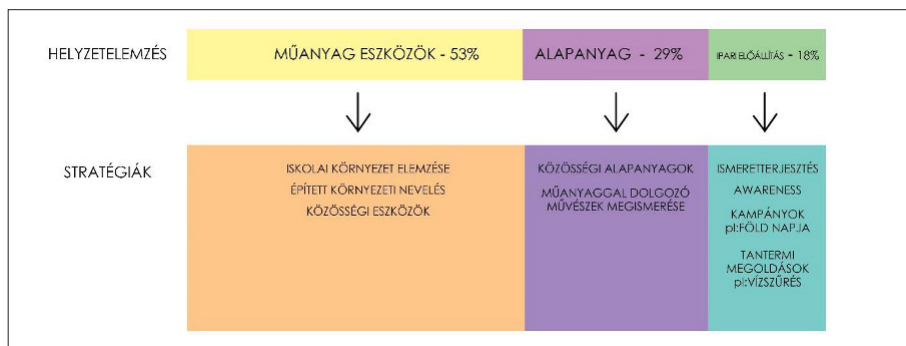 HELYZETELEMZÉS
MŰANYAG ESZKÖZÖK - 53%
ALAPANYAG - 29%
IPARI ELŐÁLLÍTÁS - 18%
STRATÉGIÁK
ISKOLAI KÖRNYEZET ELEMZÉSE
ÉPÍTETT KÖRNYEZETI NEVELÉS
KÖZÖSSÉGI ESZKÖZÖK
KÖZÖSSÉGI ALAPANYAGOK
MŰANYAGGAL DOLGOZÓ
MŰVÉSZEK MEGISMERÉSE
ISMERETTERJESZTÉS
AWARENESS
KAMPÁNYOK
pl:FÖLD NAPJA
TANTERMI
MEGOLDÁSOK
pl:VÍZSZŰRÉS